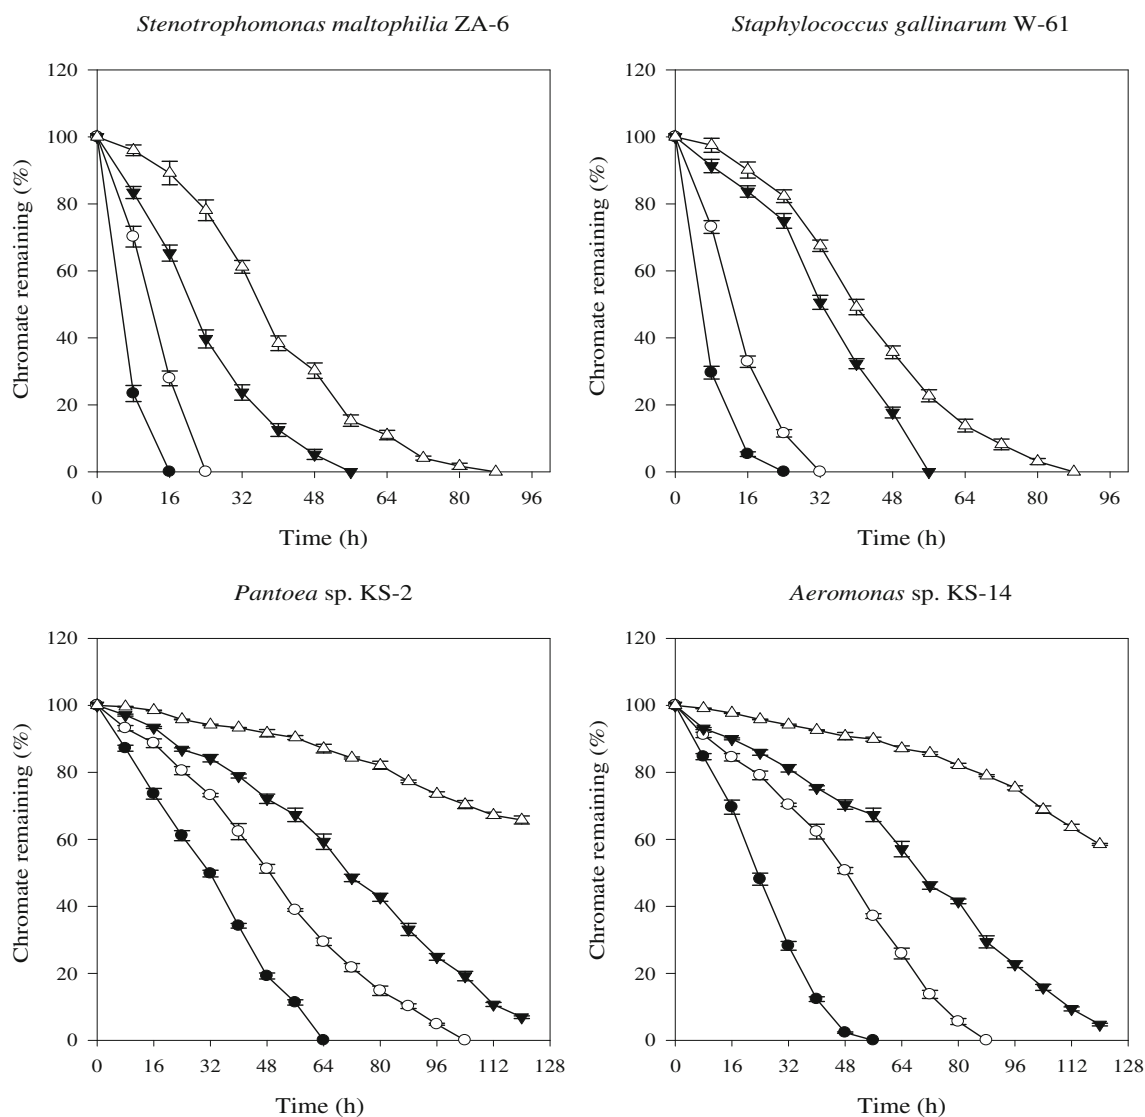 Stenotrophomonas maltophilia ZA-6
Staphylococcus gallinarum W-61
120
100
80
60
40
20
0
Chromate remaining (%)
0 16 32 48 64 80 96
Time (h)
120
100
80
60
40
20
0
Chromate remaining (%)
0 16 32 48 64 80 96
Time (h)
Pantoea sp. KS-2
Aeromonas sp. KS-14
120
100
80
60
40
20
0
Chromate remaining (%)
0 16 32 48 64 80 96 112 128
Time (h)
120
100
80
60
40
20
0
Chromate remaining (%)
0 16 32 48 64 80 96 112 128
Time (h)